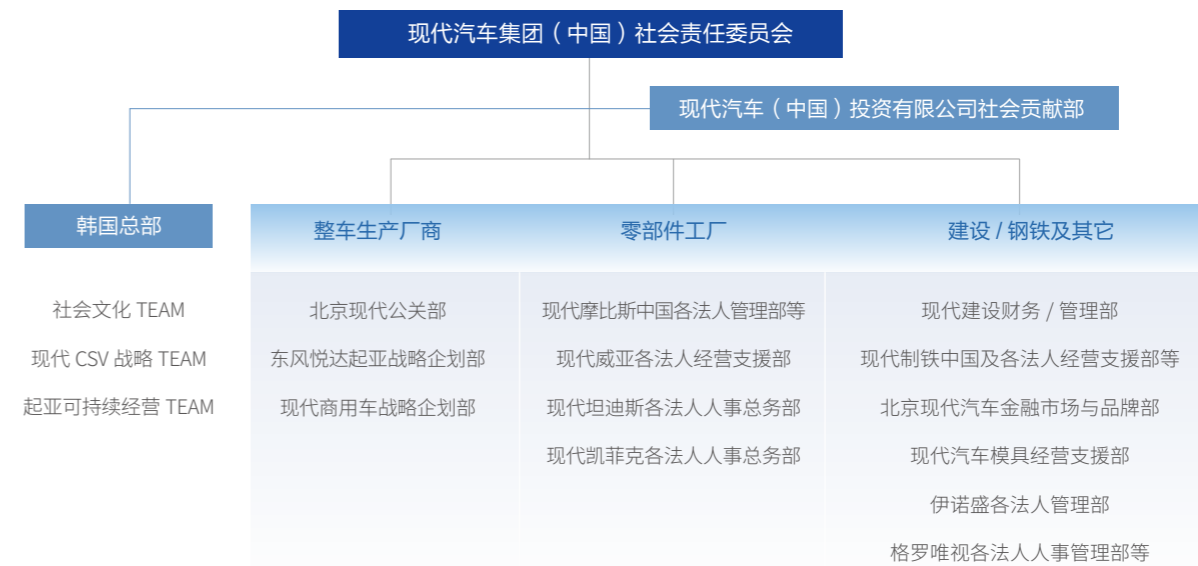 现代汽车集团（中国）社会责任委员会
现代汽车（中国）投资有限公司社会贡献部
韩国总部
社会文化 TEAM
现代 CSV 战略 TEAM
起亚可持续经营 TEAM
整车生产厂商
北京现代公关部
东风悦达起亚战略企划部
现代商用车战略企划部
零部件工厂
现代摩比斯中国各法人管理部等
现代威亚各法人经营支援部
现代坦迪斯各法人人事总务部
现代凯菲克各法人人事总务部
建设 / 钢铁及其它
现代建设财务 / 管理部
现代制铁中国及各法人经营支援部等
北京现代汽车金融市场与品牌部
现代汽车模具经营支援部
伊诺盛各法人管理部
格罗唯视各法人人事管理部等